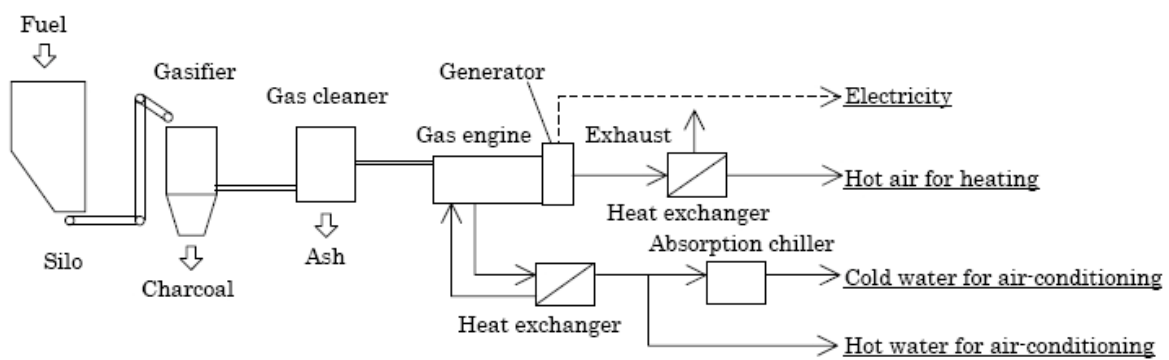 Fuel
Gasifier
Generator
Gas cleaner
Electricity
Gas engine
Exhaust
Hot air for heating
Heat exchanger
Silo
Ash
Absorption chiller
Charcoal
Cold water for air-conditioning
Heat exchanger
Hot water for air-conditioning